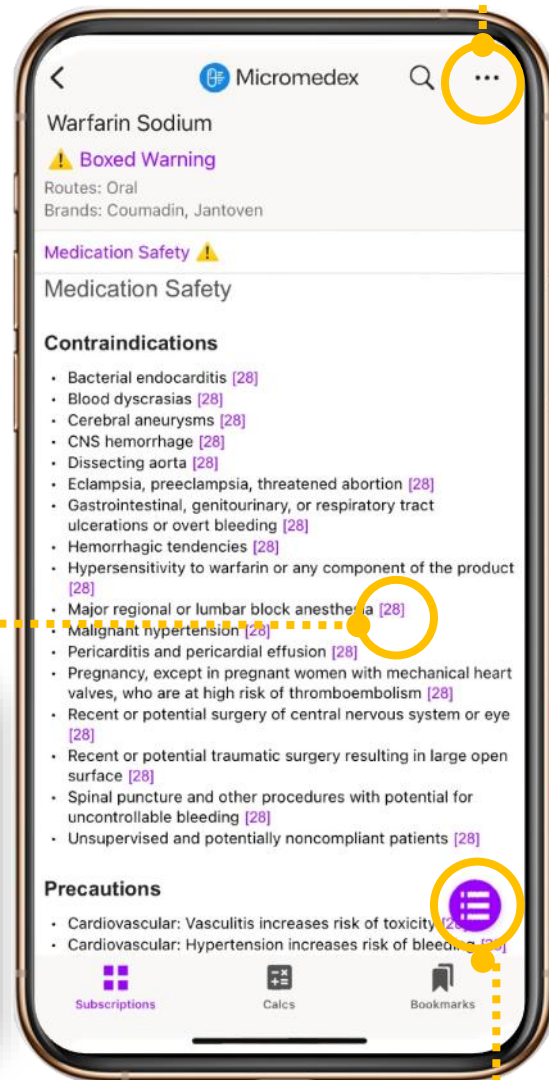 Micromedex
Warfarin Sodium
Boxed Warning
Routes: Oral
Brands: Coumadin, Jantoven
Medication Safety
Medication Safety
Contraindications
• Bacterial endocarditis [28]
• Blood dyscrasias [28]
• Cerebral aneurysms [28]
• CNS hemorrhage [28]
• Dissecting aorta [28]
• Eclampsia, preeclampsia, threatened abortion [28]
• Gastrointestinal, genitourinary, or respiratory tract
ulcerations or overt bleeding [28]
• Hemorrhagic tendencies [28]
• Hypersensitivity to warfarin or any component of the product
[28]
• Major regional or lumbar block anesthesia [28]
• Malignant hypertension [28]
• Pericarditis and pericardial effusion [28]
• Pregnancy, except in pregnant women with mechanical heart
valves, who are at high risk of thromboembolism [28]
• Recent or potential surgery of central nervous system or eye
[28]
• Recent or potential traumatic surgery resulting in large open
surface [28]
• Spinal puncture and other procedures with potential for
uncontrollable bleeding [28]
• Unsupervised and potentially noncompliant patients [28]
Precautions
• Cardiovascular: Vasculitis increases risk of toxicity
• Cardiovascular: Hypertension increases risk of bleeding
Subscriptions
Calcs
Bookmarks